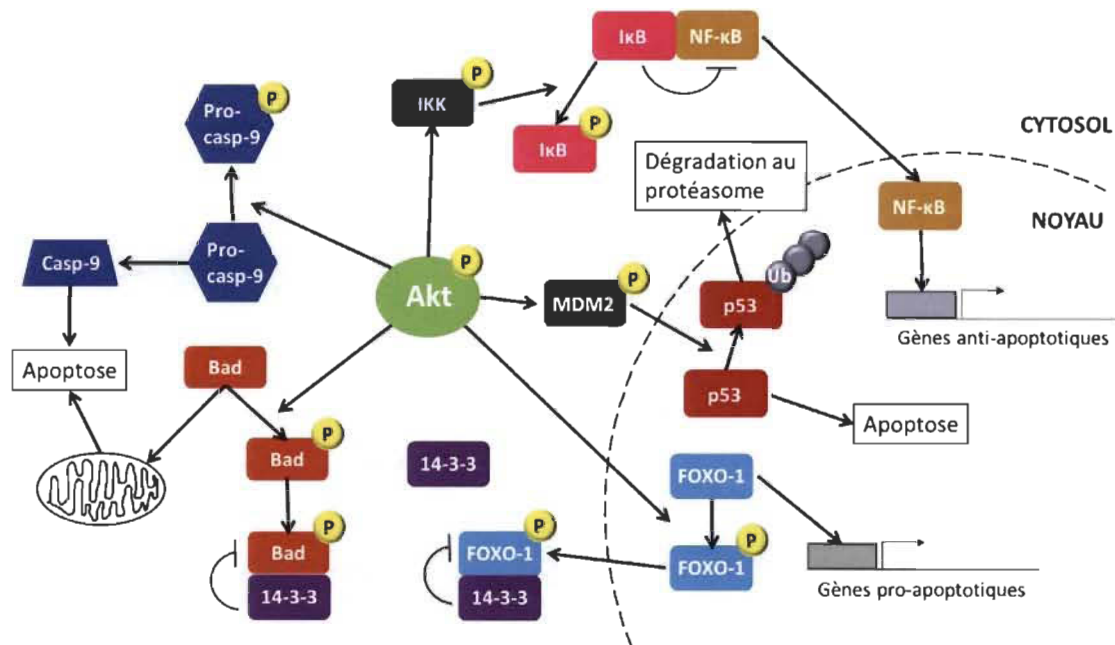 IκB
NF-κB
P
IKK
P
IκB
P
Pro-
casp-9
CYTOSOL
Dégradation au
protéasome
NF-κB
NOYAU
P
Casp-9
Pro-
casp-9
Akt
P
MDM2
P
Ub
p53
Gènes anti-apoptotiques
Apoptose
Bad
p53
Apoptose
P
Bad
14-3-3
FOXO-1
P
Bad
14-3-3
P
FOXO-1
14-3-3
P
FOXO-1
Gènes pro-apoptotiques